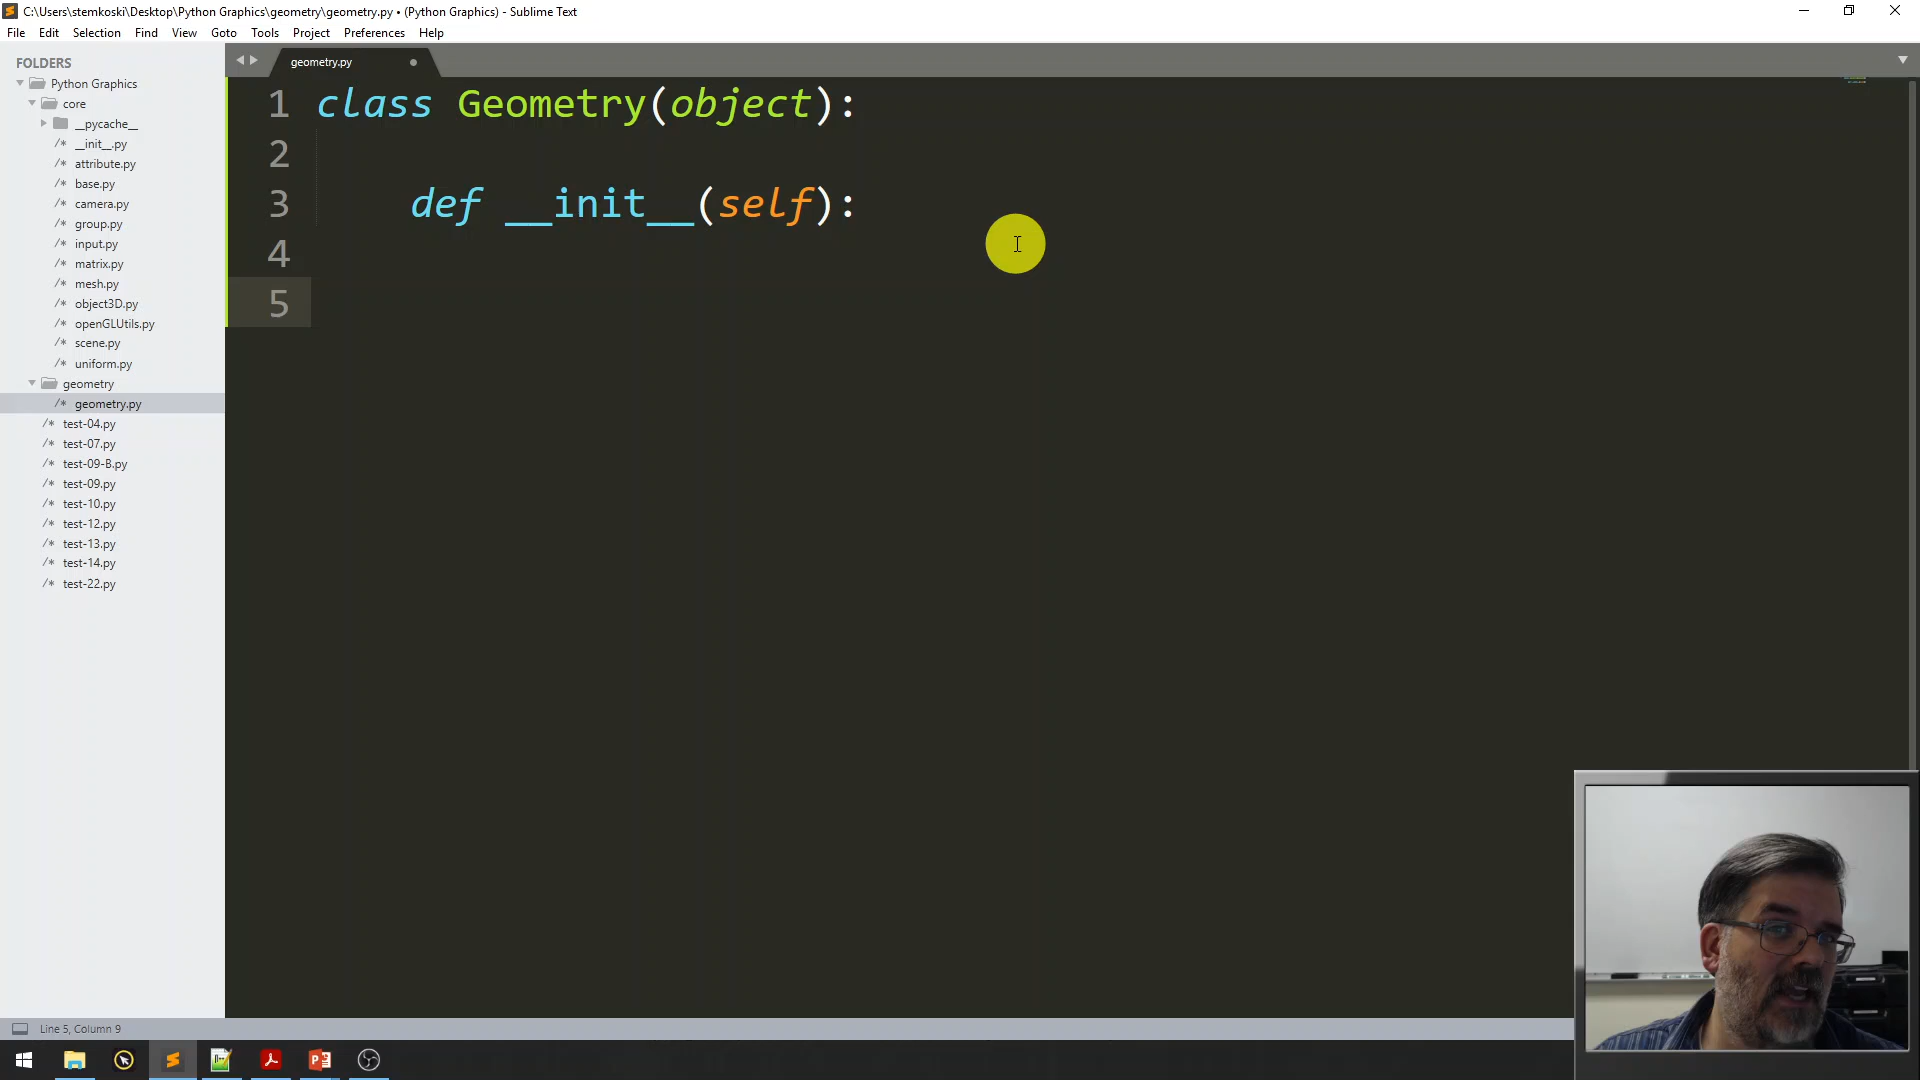 C:\Users\stemkoski\Desktop\Python Graphics\geometry\geometry.py • (Python Graphics) - Sublime Text
File Edit Selection Find View Goto Tools Project Preferences Help
FOLDERS
Python Graphics
core
__pycache__
/* __init__.py
/* attribute.py
/* base.py
/* camera.py
/* group.py
/* input.py
/* matrix.py
/* mesh.py
/* object3D.py
/* openGLUtils.py
/* scene.py
/* uniform.py
geometry
/* geometry.py
/* test-04.py
/* test-07.py
/* test-09-B.py
/* test-09.py
/* test-10.py
/* test-12.py
/* test-13.py
/* test-14.py
/* test-22.py
geometry.py
1 class Geometry(object):
2
3 def __init__(self):
4
5
Line 5, Column 9